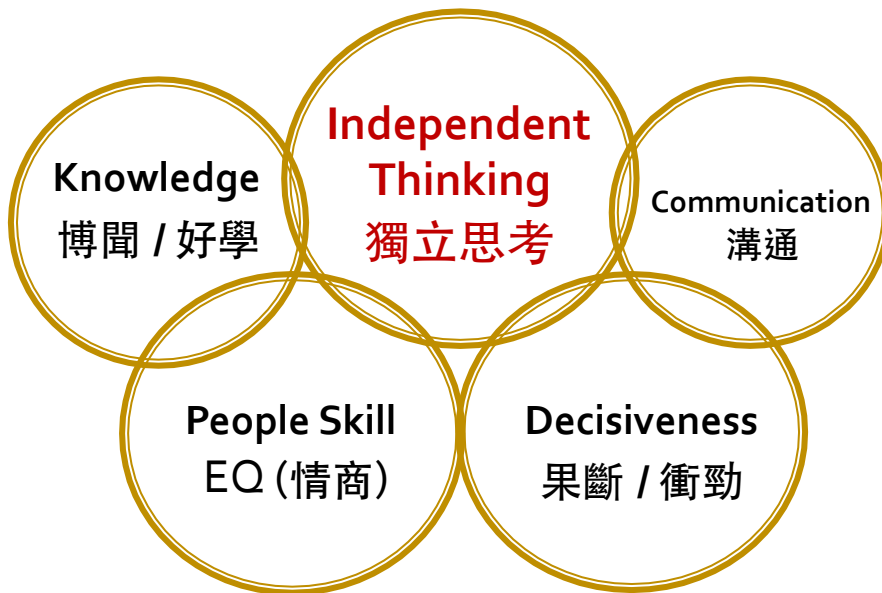 Knowledge
博聞 / 好學
Independent
Thinking
獨立思考
Communication
溝通
People Skill
EQ (情商)
Decisiveness
果斷 / 衝勁